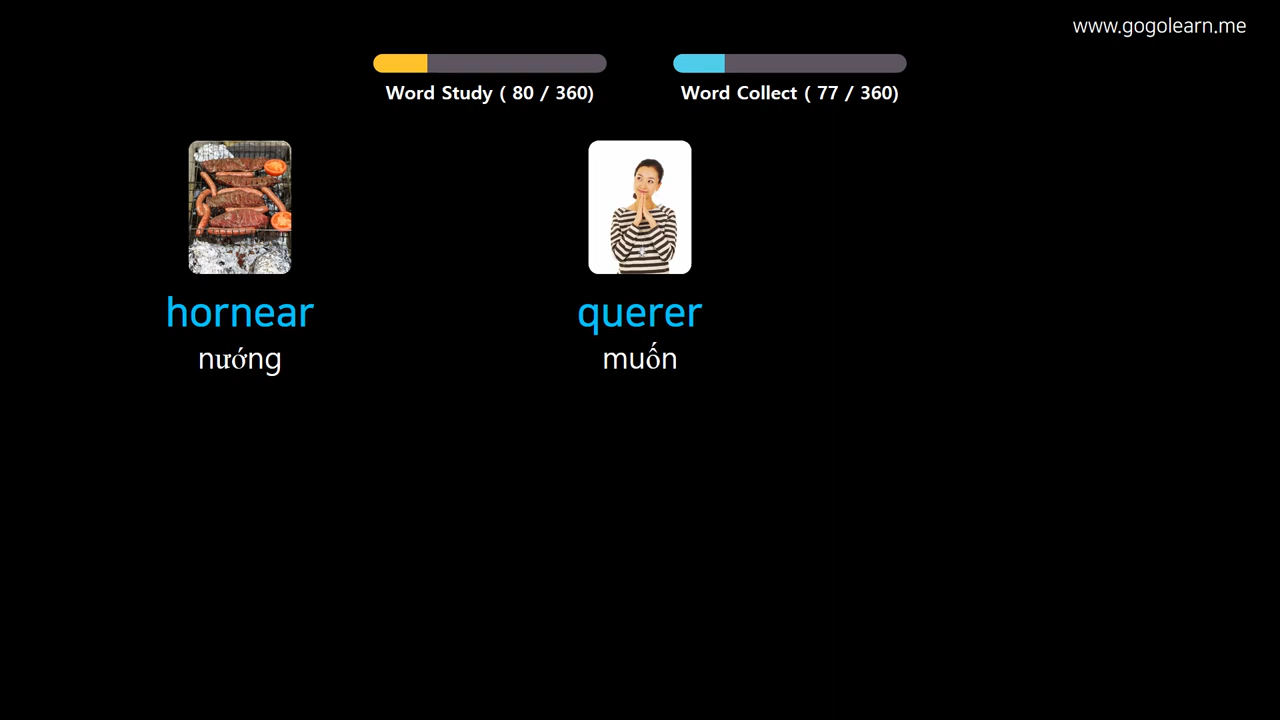 www.gogolearn.me
Word Study ( 80 / 360)
Word Collect ( 77 / 360)
hornear
nướng
querer
muốn